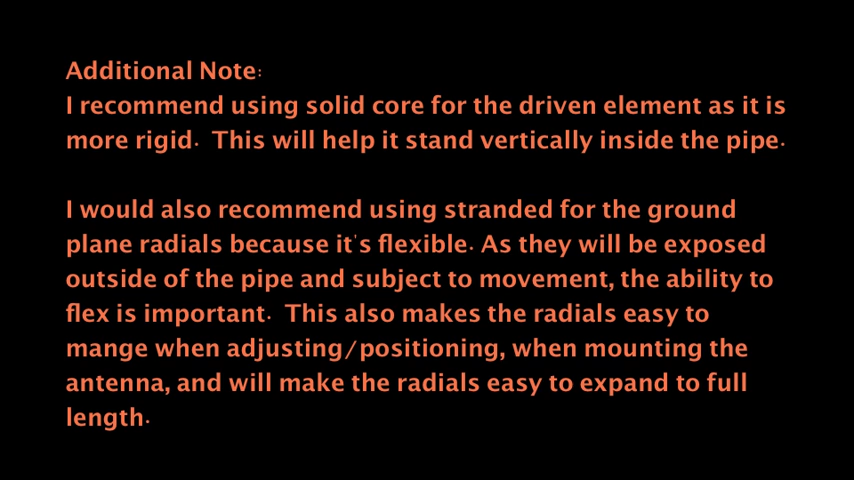 Additional Note:
I recommend using solid core for the driven element as it is
more rigid.  This will help it stand vertically inside the pipe.
I would also recommend using stranded for the ground
plane radials because it's flexible. As they will be exposed
outside of the pipe and subject to movement, the ability to
flex is important.  This also makes the radials easy to
mange when adjusting/positioning, when mounting the
antenna, and will make the radials easy to expand to full
length.